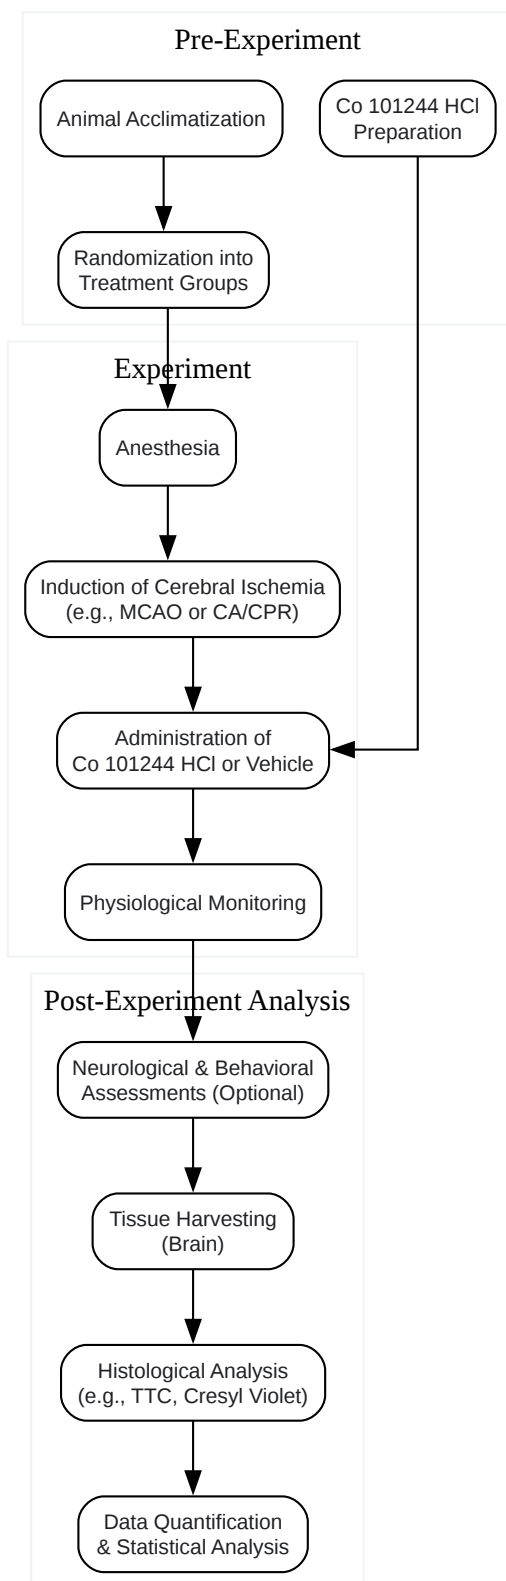 Pre-Experiment
Animal Acclimatization
Co 101244 HCl
Preparation
Randomization into
Treatment Groups
Experiment
Anesthesia
Induction of Cerebral Ischemia
(e.g., MCAO or CA/CPR)
Administration of
Co 101244 HCl or Vehicle
Physiological Monitoring
Post-Experiment Analysis
Neurological & Behavioral
Assessments (Optional)
Tissue Harvesting
(Brain)
Histological Analysis
(e.g., TTC, Cresyl Violet)
Data Quantification
& Statistical Analysis